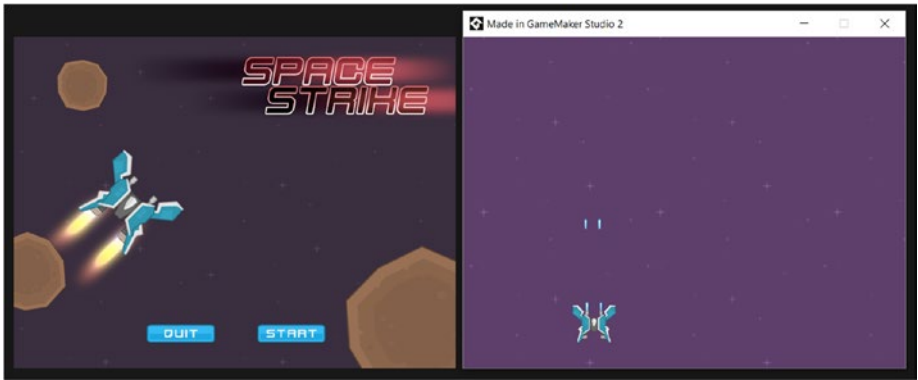 SPACE
STRIKE
QUIT
START
Made in GameMaker Studio 2